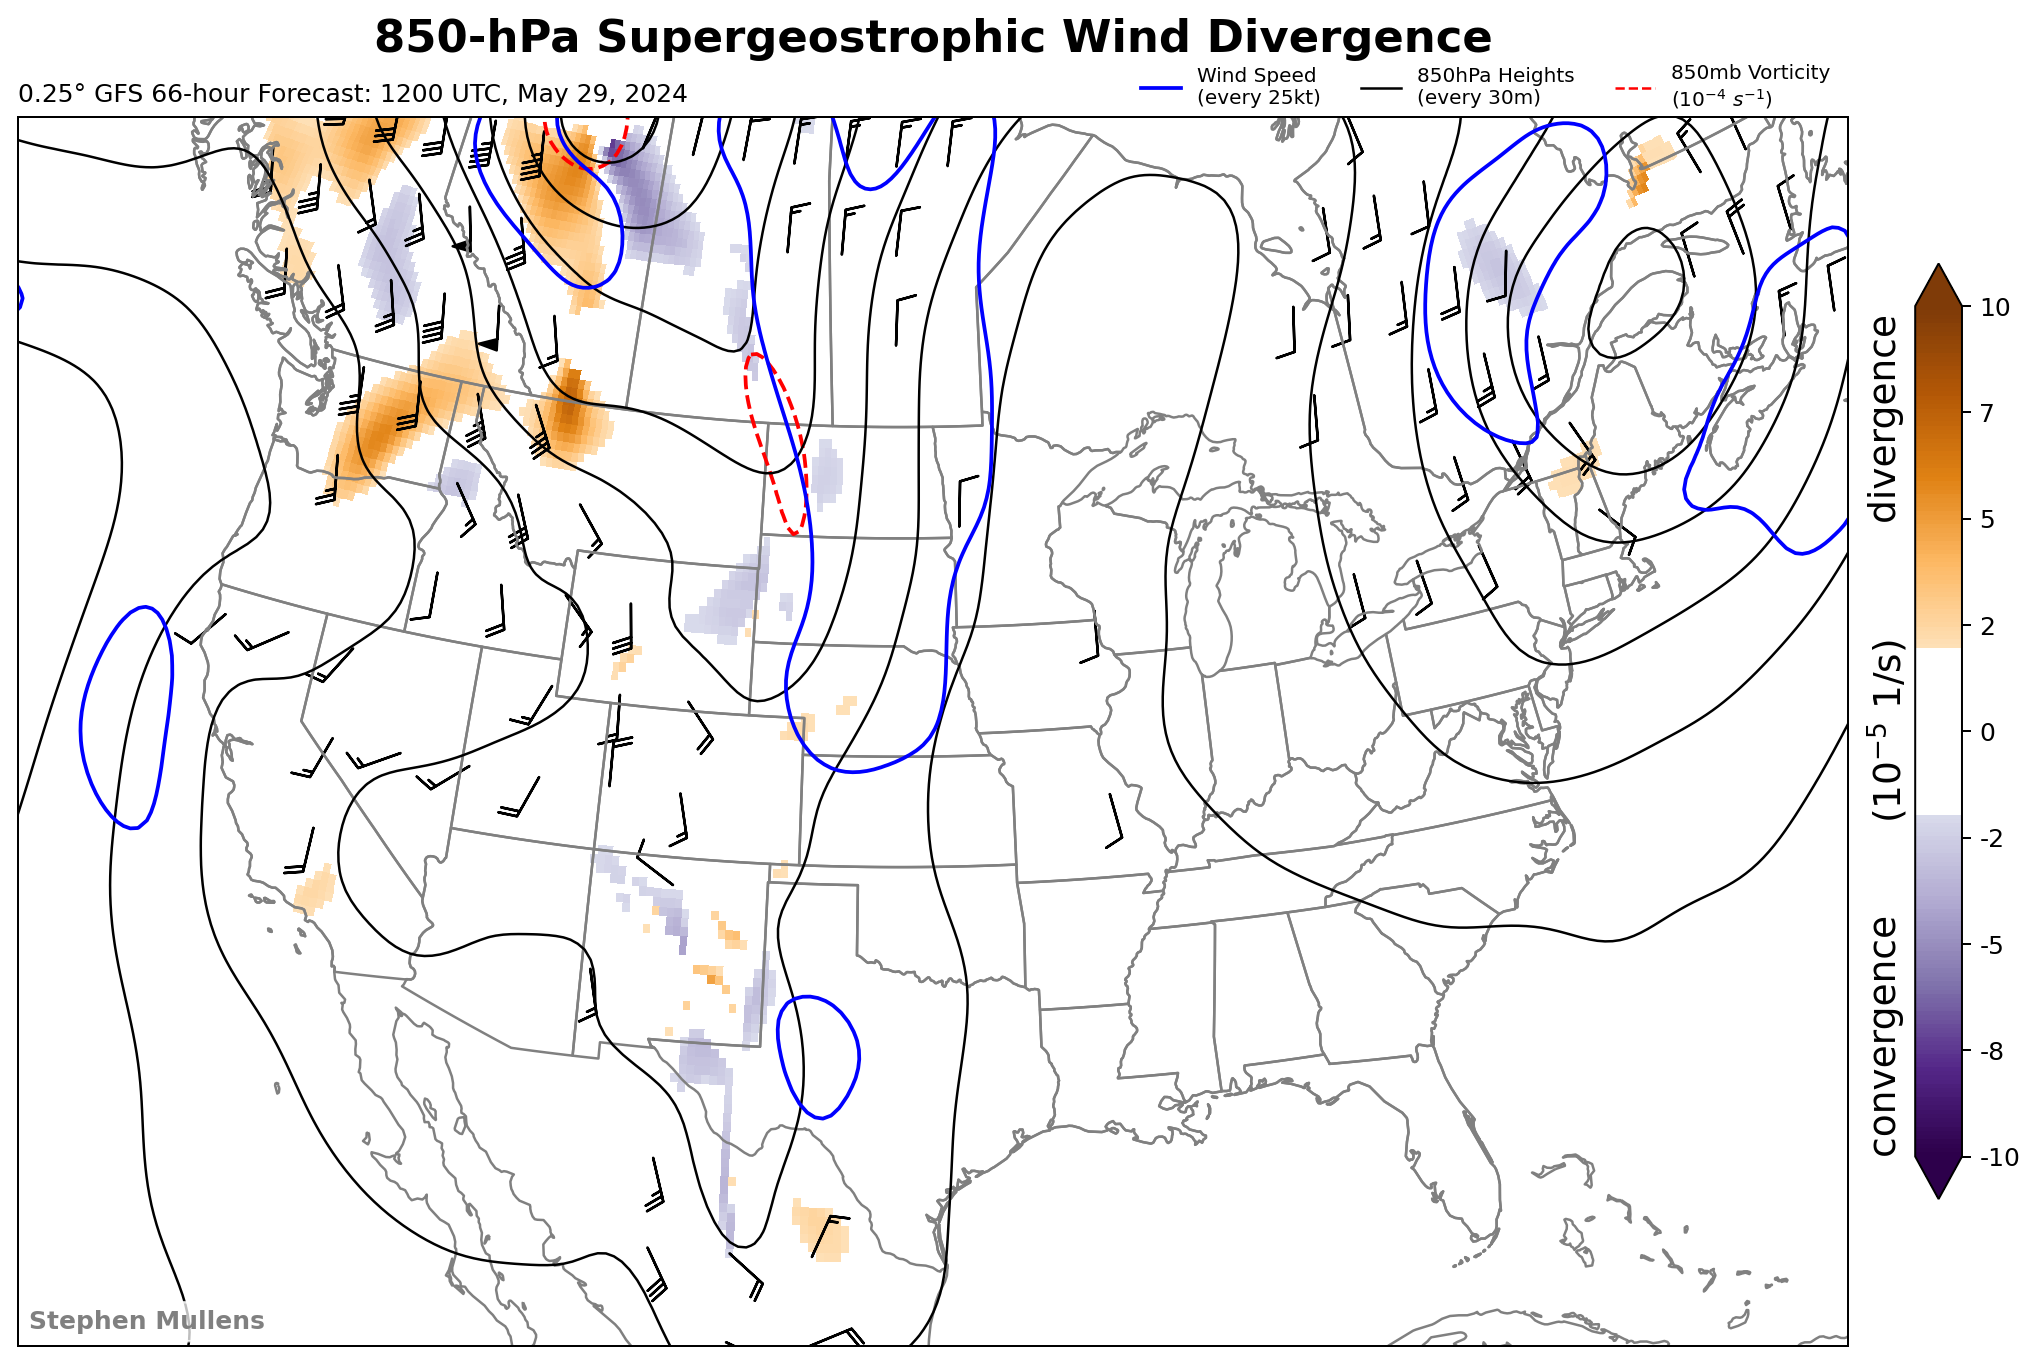 850-hPa Supergeostrophic Wind Divergence
0.25° GFS 66-hour Forecast: 1200 UTC, May 29, 2024
Wind Speed
(every 25kt)
850hPa Heights
(every 30m)
850mb Vorticity
(10⁻⁴ s⁻¹)
10
7
5
2
0
-2
-5
-8
-10
convergence (10⁻⁵ 1/s) divergence
Stephen Mullens